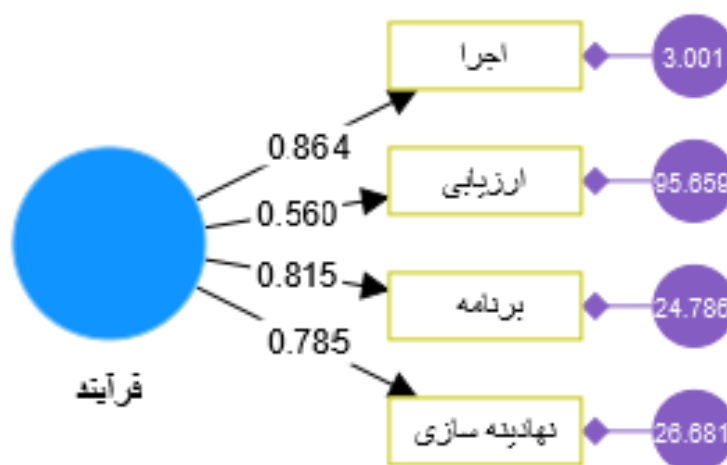 اجرا
3.001
0.864
ارزیابی
95.659
0.560
برنامه
24.786
0.815
نهادینه سازی
26.681
0.785
فرآیند